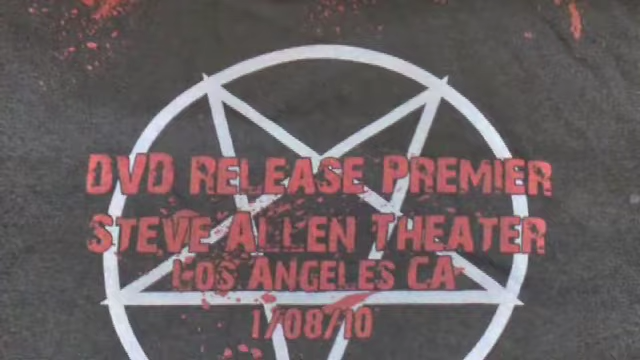 DVD Release Premier
Steve Allen Theater
Los Angeles CA
1/08/10